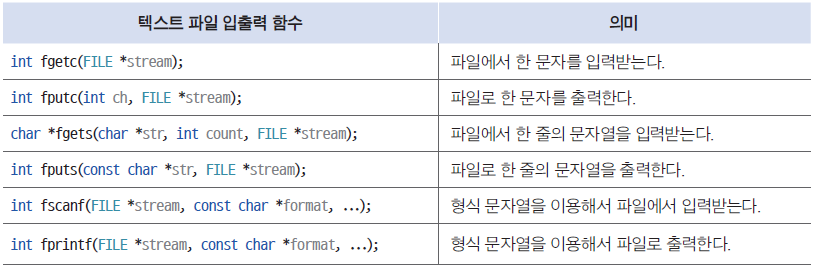 텍스트 파일 입출력 함수 의미
int fgetc(FILE *stream); 파일에서 한 문자를 입력받는다.
int fputc(int ch, FILE *stream); 파일로 한 문자를 출력한다.
char *fgets(char *str, int count, FILE *stream); 파일에서 한 줄의 문자열을 입력받는다.
int fputs(const char *str, FILE *stream); 파일로 한 줄의 문자열을 출력한다.
int fscanf(FILE *stream, const char *format, ...); 형식 문자열을 이용해서 파일에서 입력받는다.
int fprintf(FILE *stream, const char *format, ...); 형식 문자열을 이용해서 파일로 출력한다.